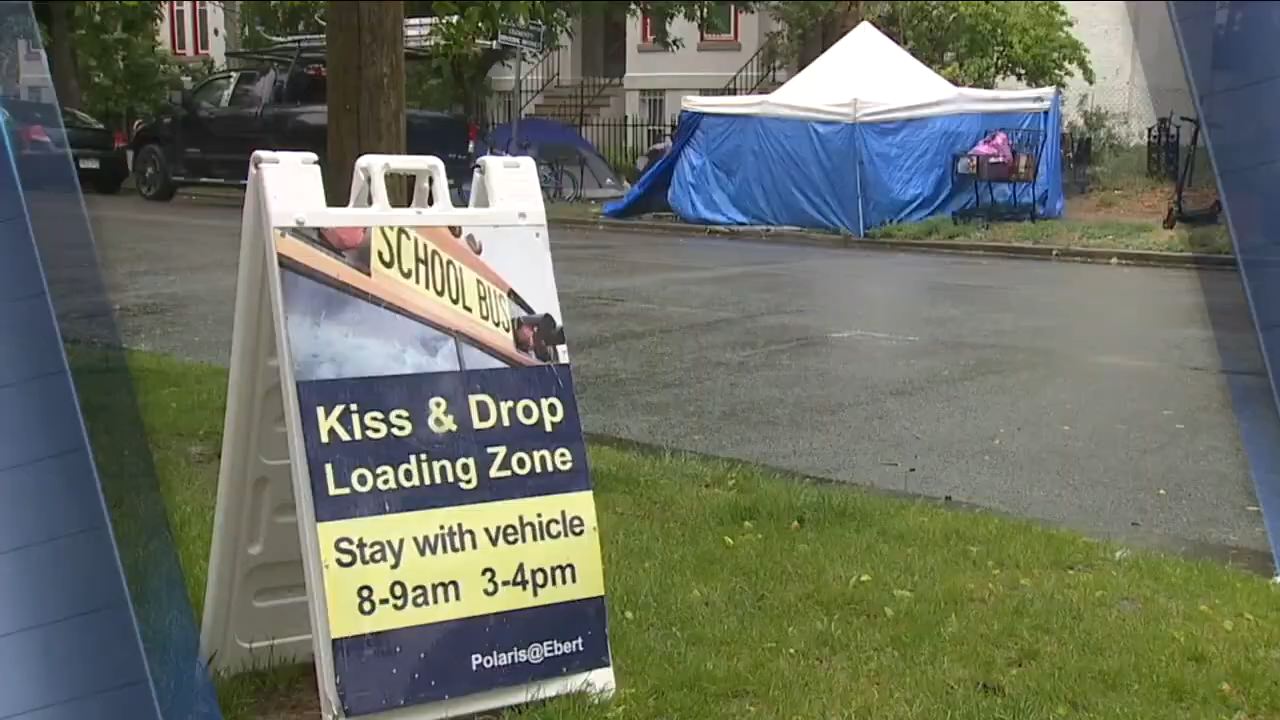 SCHOOL BUS
Kiss & Drop
Loading Zone
Stay with vehicle
8-9am 3-4pm
Polaris@Ebert